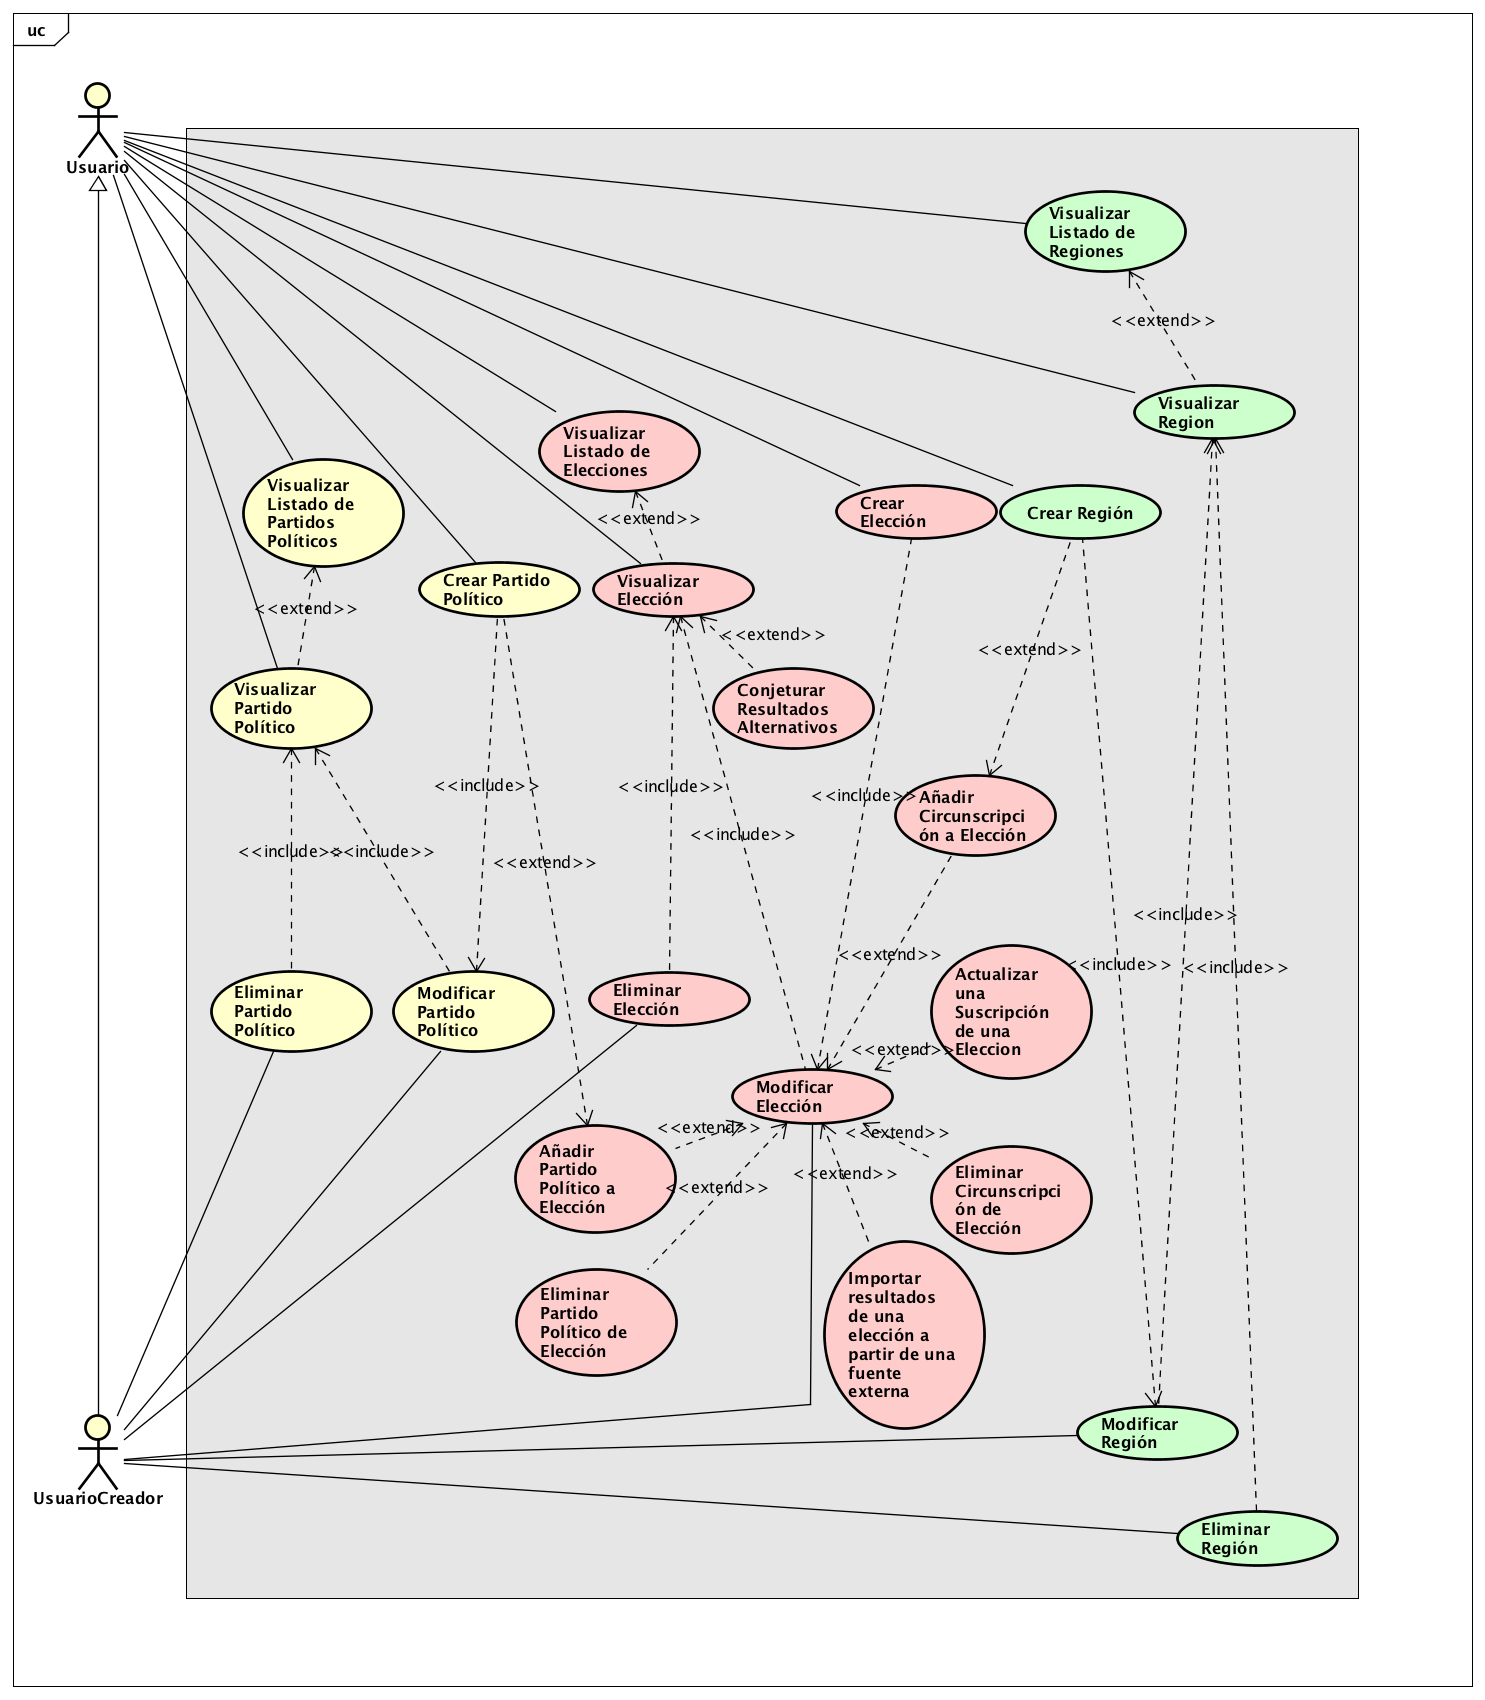 uc
Usuario
Visualizar
Listado de
Regiones
<<extend>>
Visualizar
Region
Visualizar
Listado de
Elecciones
Visualizar
Listado de
Partidos
Políticos
Crear
Elección
Crear Región
<<extend>>
Crear Partido
Político
Visualizar
Elección
<<extend>>
<<extend>>
<<extend>>
Visualizar
Partido
Político
Conjeturar
Resultados
Alternativos
<<include>>
<<include>>
<<include>>
Añadir
Circunscripci
ón a Elección
<<include>>
<<include>>
<<include>>
<<extend>>
<<include>>
<<extend>>
<<include>>
<<include>>
Eliminar
Partido
Político
Modificar
Partido
Político
Eliminar
Elección
Actualizar
una
Suscripción
de una
Eleccion
<<extend>>
Modificar
Elección
<<extend>>
<<extend>>
Añadir
Partido
Político a
Elección
<<extend>>
<<extend>>
Eliminar
Circunscripci
ón de
Elección
Eliminar
Partido
Político de
Elección
Importar
resultados
de una
elección a
partir de una
fuente
externa
Modificar
Región
UsuarioCreador
Eliminar
Región